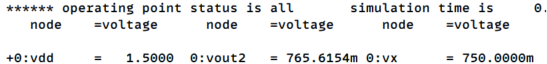 ****** operating point status is all simulation time is 0.
node =voltage node =voltage node =voltage
+0:vdd = 1.5000 0:vout2 = 765.6154m 0:vx = 750.0000m